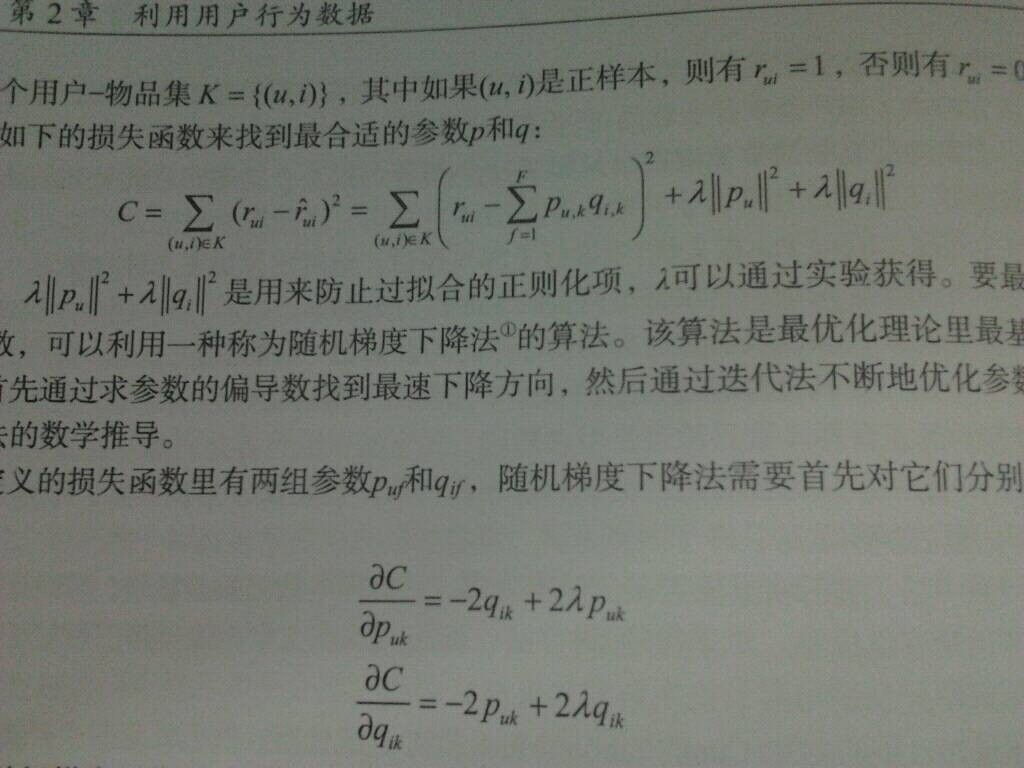 第 2 章 利用用户行为数据
个用户–物品集 K = {(u, i)}，其中如果(u, i)是正样本，则有 r_{ui} = 1，否则有 r_{ui} = 0
如下的损失函数来找到最合适的参数p和q：
C = \sum_{(u,i)\in K} (r_{ui} - \hat{r}_{ui})^2 = \sum_{(u,i)\in K} \left( r_{ui} - \sum_{f=1}^{F} p_{u,k} q_{i,k} \right)^2 + \lambda \|p_u\|^2 + \lambda \|q_i\|^2
λ‖p_u‖² + λ‖q_i‖² 是用来防止过拟合的正则化项，λ可以通过实验获得。要最
数，可以利用一种称为随机梯度下降法①的算法。该算法是最优化理论里最基
首先通过求参数的偏导数找到最速下降方向，然后通过迭代法不断地优化参数
法的数学推导。
定义的损失函数里有两组参数p_{uf}和q_{if}，随机梯度下降法需要首先对它们分别
\frac{\partial C}{\partial p_{uk}} = -2q_{ik} + 2\lambda p_{uk}
\frac{\partial C}{\partial q_{ik}} = -2p_{uk} + 2\lambda q_{ik}